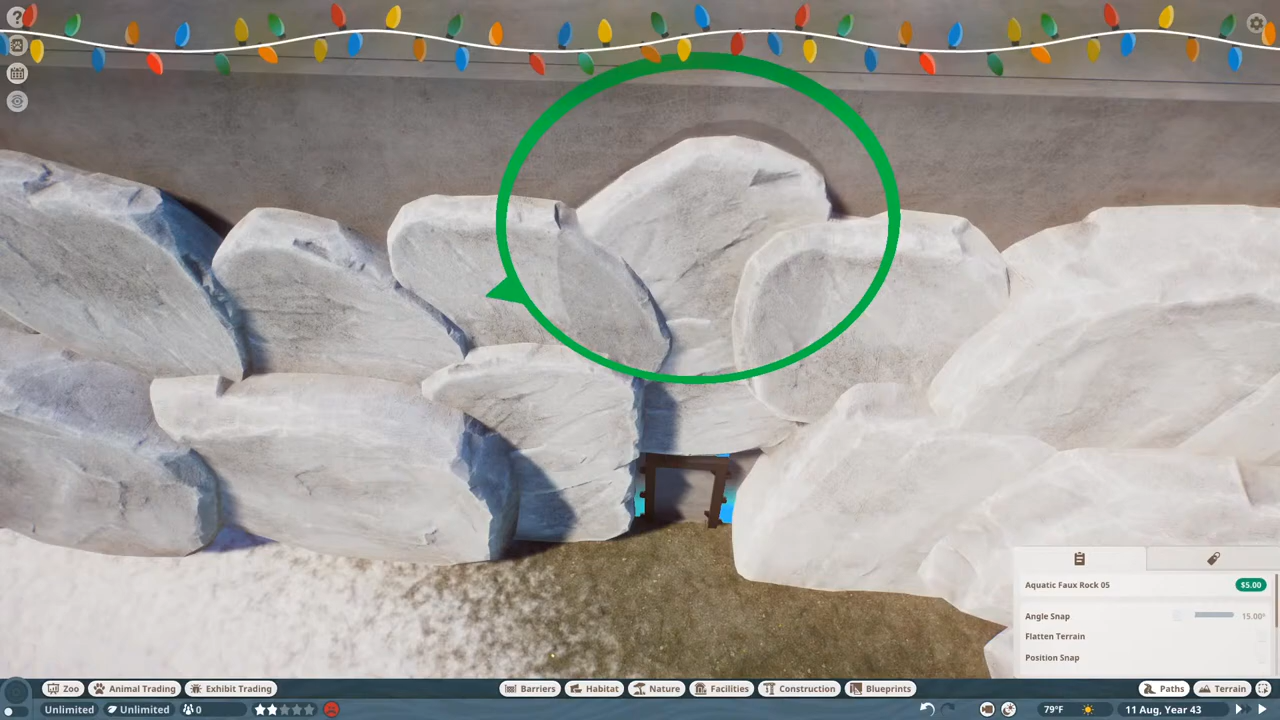 ?
Aquatic Faux Rock 05 $5.00
Angle Snap 15.00°
Flatten Terrain
Position Snap
Zoo Animal Trading Exhibit Trading Barriers Habitat Nature Facilities Construction Blueprints Paths Terrain
Unlimited Unlimited 0 79°F 11 Aug, Year 43